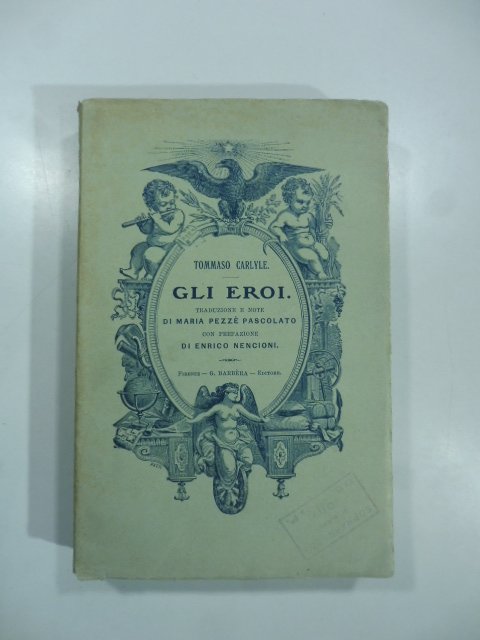 TOMMASO CARLYLE.
GLI EROI.
TRADUZIONE E NOTE
DI MARIA PEZZÈ PASCOLATO
CON PREFAZIONE
DI ENRICO NENCIONI.
FIRENZE — G. BARBÈRA — EDITORE.